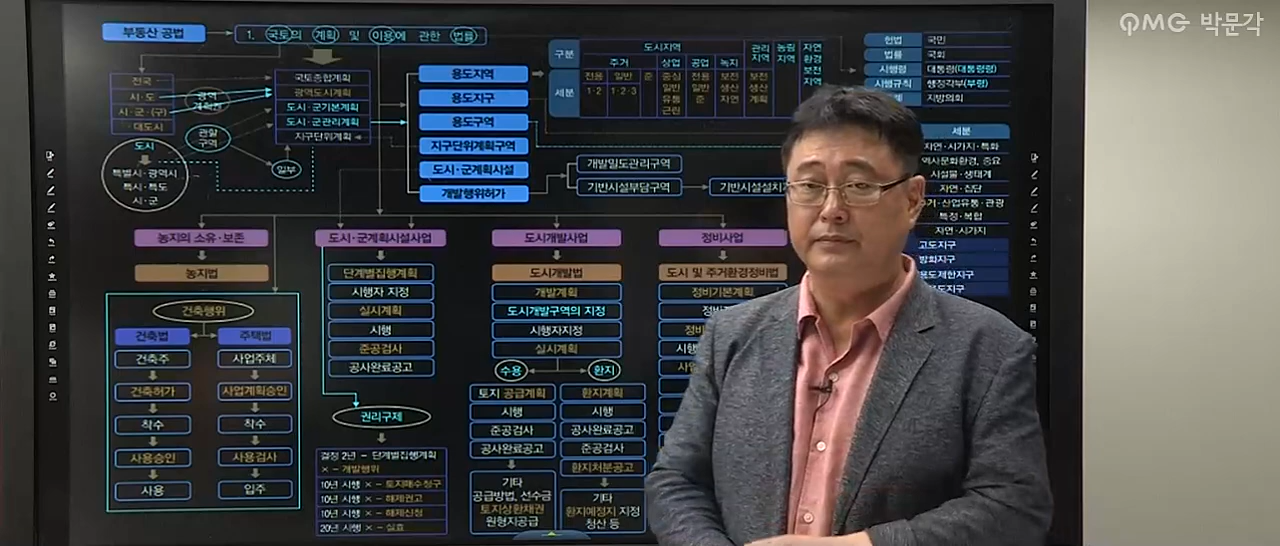 PMG 박문각
부동산 공법
1. 국토의 계획 및 이용에 관한 법률
전국
시·도
시·군·(구)
·대도시
광역
계획권
관할
구역
일부
도시
특별시·광역시
특시·특도
시·군
국토종합계획
광역도시계획
도시·군기본계획
도시·군관리계획
지구단위계획
용도지역
용도지구
용도구역
지구단위계획구역
도시·군계획시설
개발행위허가
개발밀도관리구역
기반시설부담구역
기반시설설치
구분
세분
도시지역
주거 상업 공업 녹지
전용 일반 준
1·2 1·2·3
중심
일반
유통
근린
전용
일반
준
보전
생산
자연
관리
지역
보전
생산
계획
농림
지역
자연
환경
보전
지역
헌법 국민
법률 국회
시행령 대통령(대통령령)
시행규칙 행정각부(부령)
지방의회
세분
자연·시가지·특화
역사문화환경, 중요
시설물·생태계
자연·집단
주거·산업유통·관광
특정·복합
자연·시가지
고도지구
방화지구
용도제한지구
용도지구
농지의 소유·보존
농지법
건축행위
건축법 주택법
건축주 사업주체
건축허가 사업계획승인
착수 착수
사용승인 사용검사
사용 입주
도시·군계획시설사업
단계별집행계획
시행자 지정
실시계획
시행
준공검사
공사완료공고
권리구제
결정 2년 - 단계별집행계획
× - 개발행위
10년 시행 × - 토지매수청구
10년 시행 × - 해제권고
10년 시행 × - 해제신청
20년 시행 × - 실효
도시개발사업
도시개발법
개발계획
도시개발구역의 지정
시행자지정
실시계획
수용 환지
토지 공급계획 환지계획
시행 시행
준공검사 공사완료공고
공사완료공고 준공검사
환지처분공고
기타
공급방법, 선수금
토지상환채권
원형지공급
기타
환지예정지 지정
청산 등
정비사업
도시 및 주거환경정비법
정비기본계획